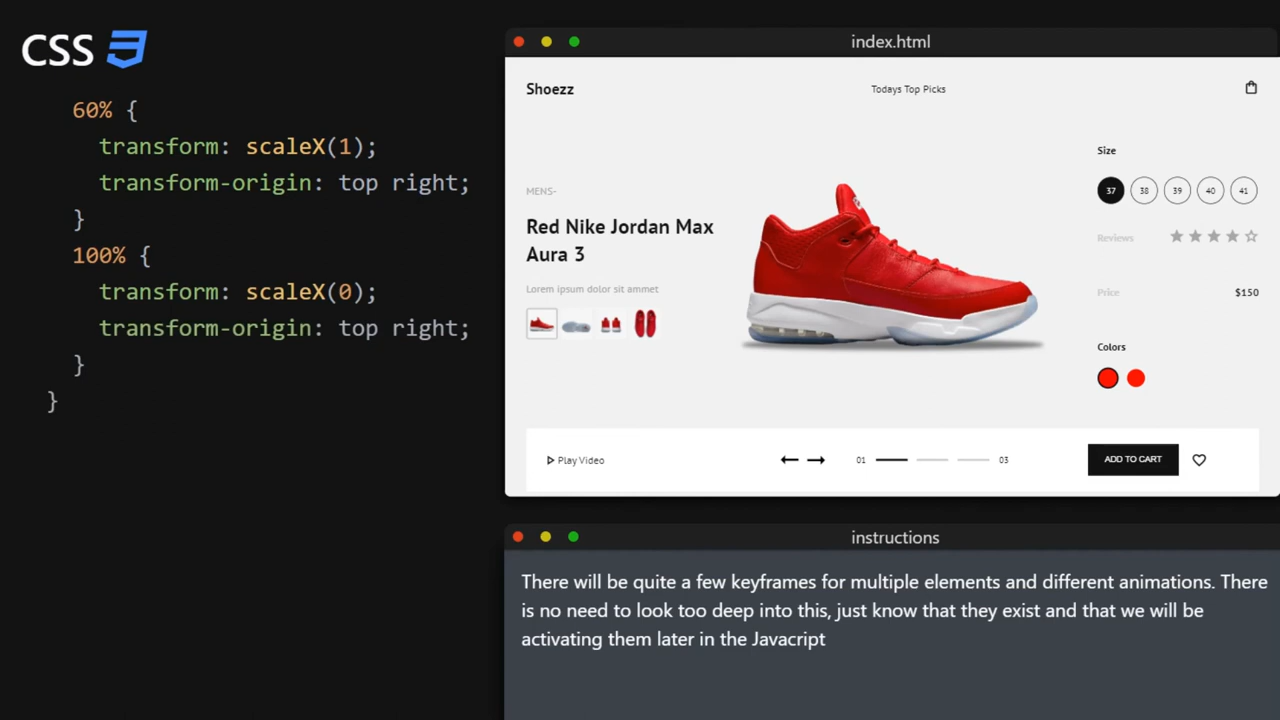 CSS
60% {
transform: scaleX(1);
transform-origin: top right;
}
100% {
transform: scaleX(0);
transform-origin: top right;
}
}
index.html
Shoezz
Todays Top Picks
MENS-
Red Nike Jordan Max
Aura 3
Lorem ipsum dolor sit ammet
Size
37 38 39 40 41
Reviews
Price $150
Colors
Play Video
01 03
ADD TO CART
instructions
There will be quite a few keyframes for multiple elements and different animations. There
is no need to look too deep into this, just know that they exist and that we will be
activating them later in the Javacript